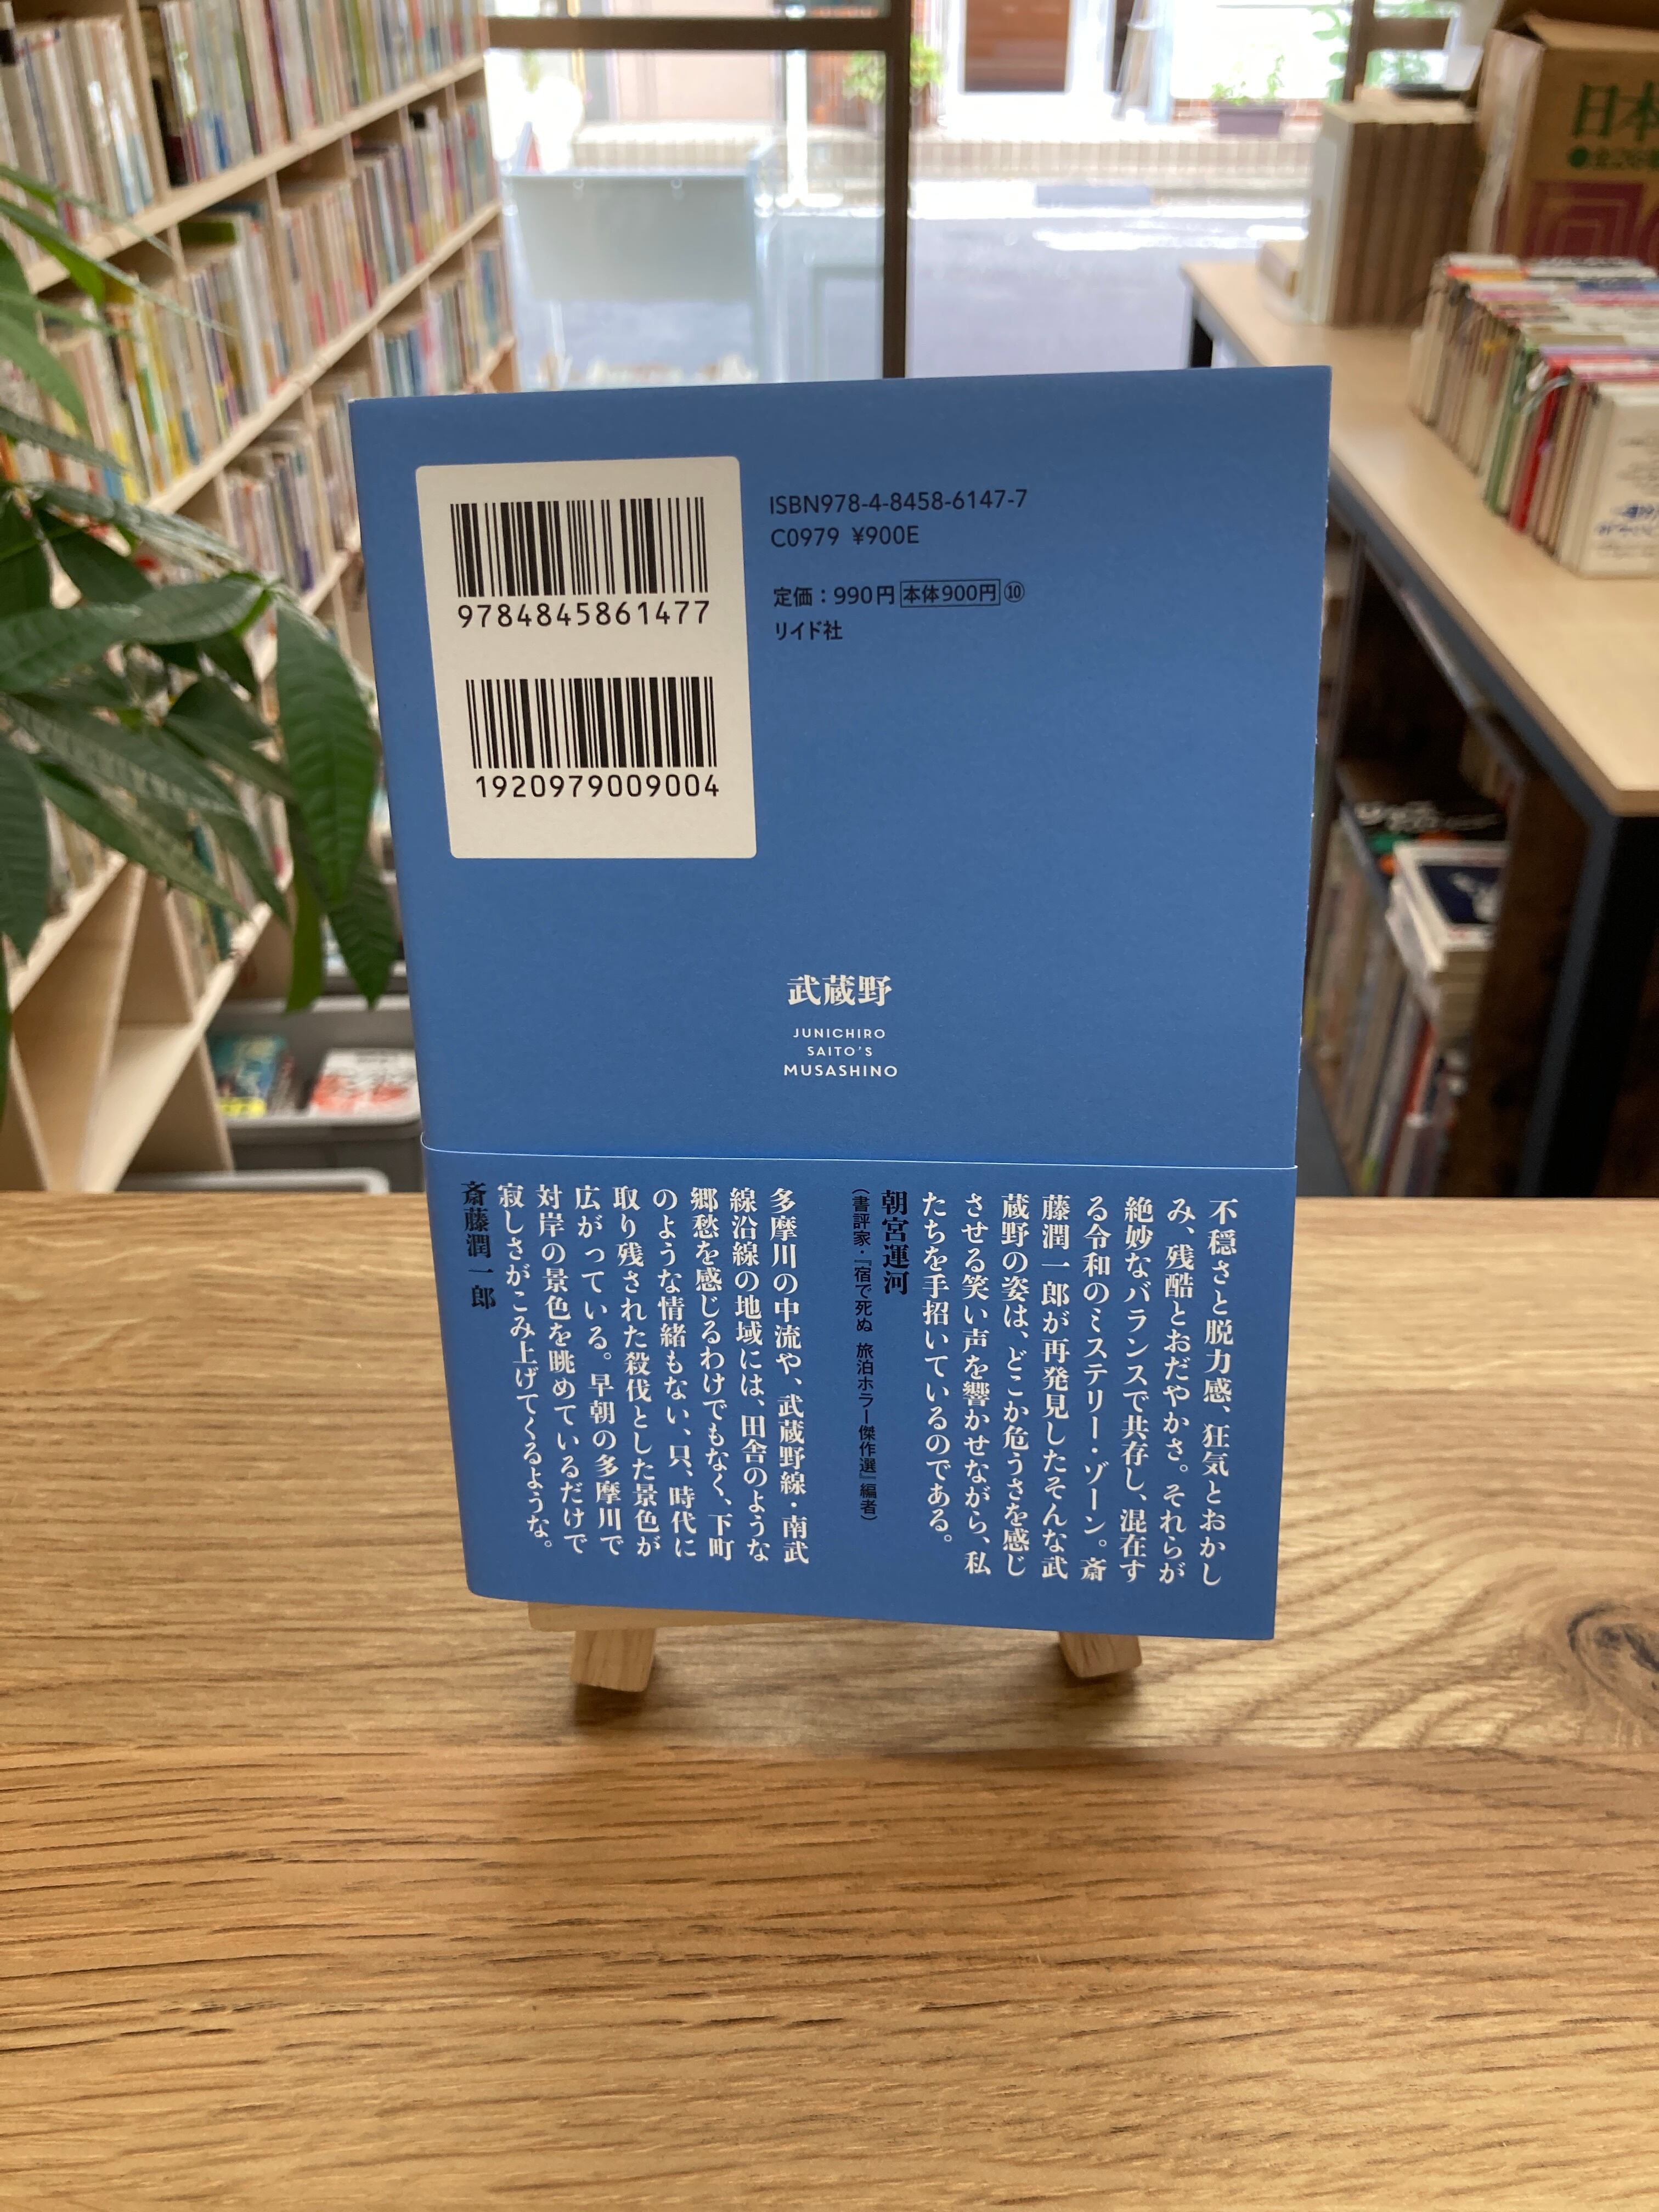 ISBN978-4-8458-6147-7
C0979 ¥900E
定価：990円 本体900円 ⑩
リイド社
9784845861477
1920979009004
武蔵野
JUNICHIRO
SAITO'S
MUSASHINO
不穏さと脱力感、狂気とおかし
み、残酷とおだやかさ。それらが
絶妙なバランスで共存し、混在す
る令和のミステリー・ゾーン。斎
藤潤一郎が再発見したそんな武
蔵野の姿は、どこか危うさを感じ
させる笑い声を響かせながら、私
たちを手招いているのである。
朝宮運河
（書評家・『宿で死ぬ 旅泊ホラー傑作選』編者）
多摩川の中流や、武蔵野線・南武
線沿線の地域には、田舎のような
郷愁を感じるわけでもなく、下町
のような情緒もない、只、時代に
取り残された殺伐とした景色が
広がっている。早朝の多摩川で
対岸の景色を眺めているだけで
寂しさがこみ上げてくるような。
斎藤潤一郎
日本